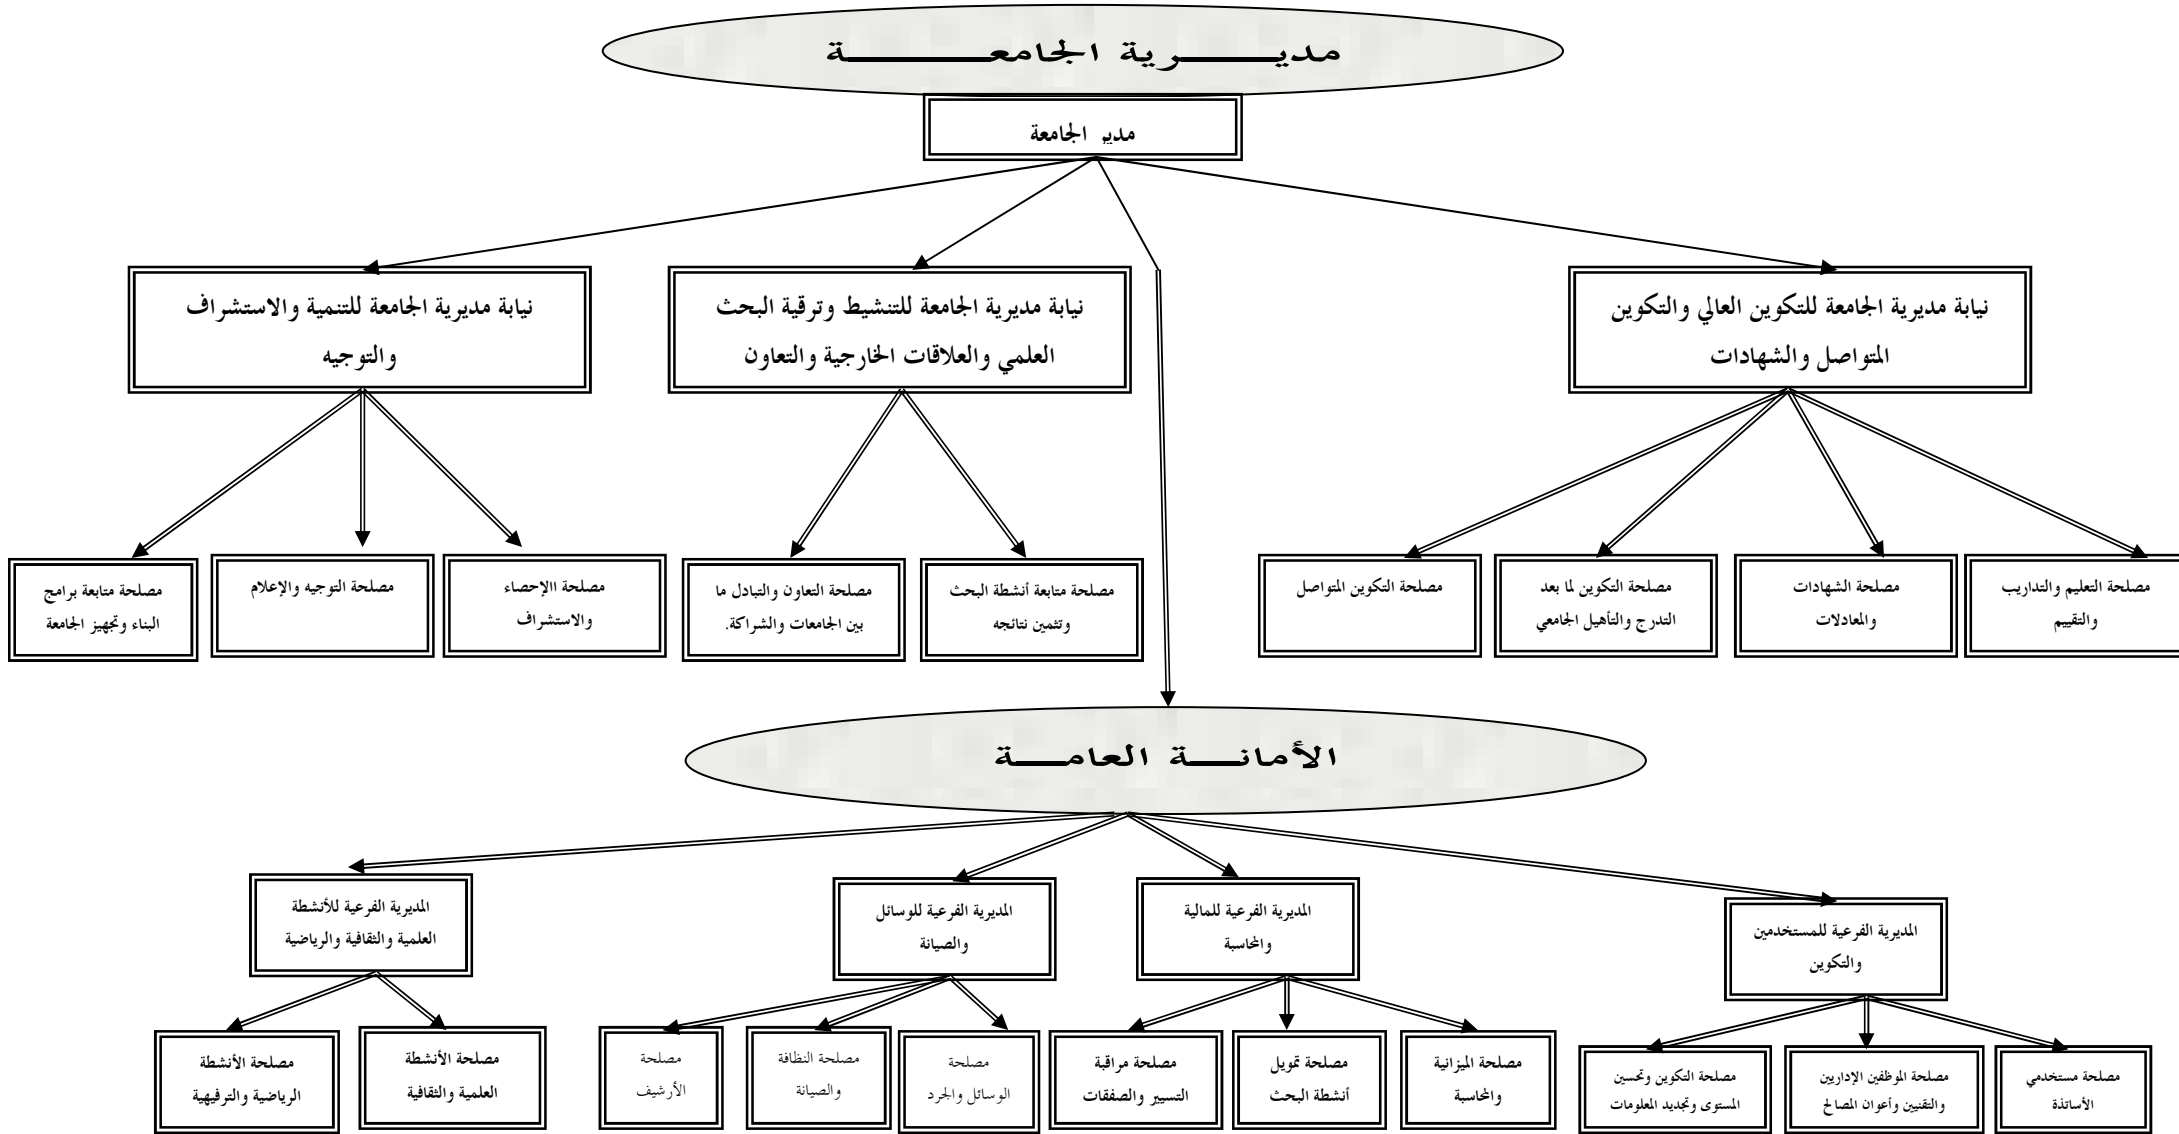 مديرية الجامعة
مدير الجامعة
نيابة مديرية الجامعة للتكوين العالي والتكوين
المتواصل والشهادات
نيابة مديرية الجامعة للتنشيط وترقية البحث
العلمي والعلاقات الخارجية والتعاون
نيابة مديرية الجامعة للتنمية والاستشراف
والتوجيه
مصلحة التعليم والتداريب
والتقييم
مصلحة الشهادات
والمعادلات
مصلحة التكوين لما بعد
التدرج والتأهيل الجامعي
مصلحة التكوين المتواصل
مصلحة متابعة أنشطة البحث
وتثمين نتائجه
مصلحة التعاون والتبادل ما
بين الجامعات والشراكة.
مصلحة االإحصاء
والاستشراف
مصلحة التوجيه والإعلام
مصلحة متابعة برامج
البناء وتجهيز الجامعة
الأمانة العامة
المديرية الفرعية للمستخدمين
والتكوين
المديرية الفرعية للمالية
والمحاسبة
المديرية الفرعية للوسائل
والصيانة
المديرية الفرعية للأنشطة
العلمية والثقافية والرياضية
مصلحة مستخدمي
الأساتذة
مصلحة الموظفين الإداريين
والتقنيين وأعوان المصالح
مصلحة التكوين وتحسين
المستوى وتجديد المعلومات
مصلحة الميزانية
والمحاسبة
مصلحة تمويل
أنشطة البحث
مصلحة مراقبة
التسيير والصفقات
مصلحة
الوسائل والجرد
مصلحة النظافة
والصيانة
مصلحة
الأرشيف
مصلحة الأنشطة
العلمية والثقافية
مصلحة الأنشطة
الرياضية والترفيهية